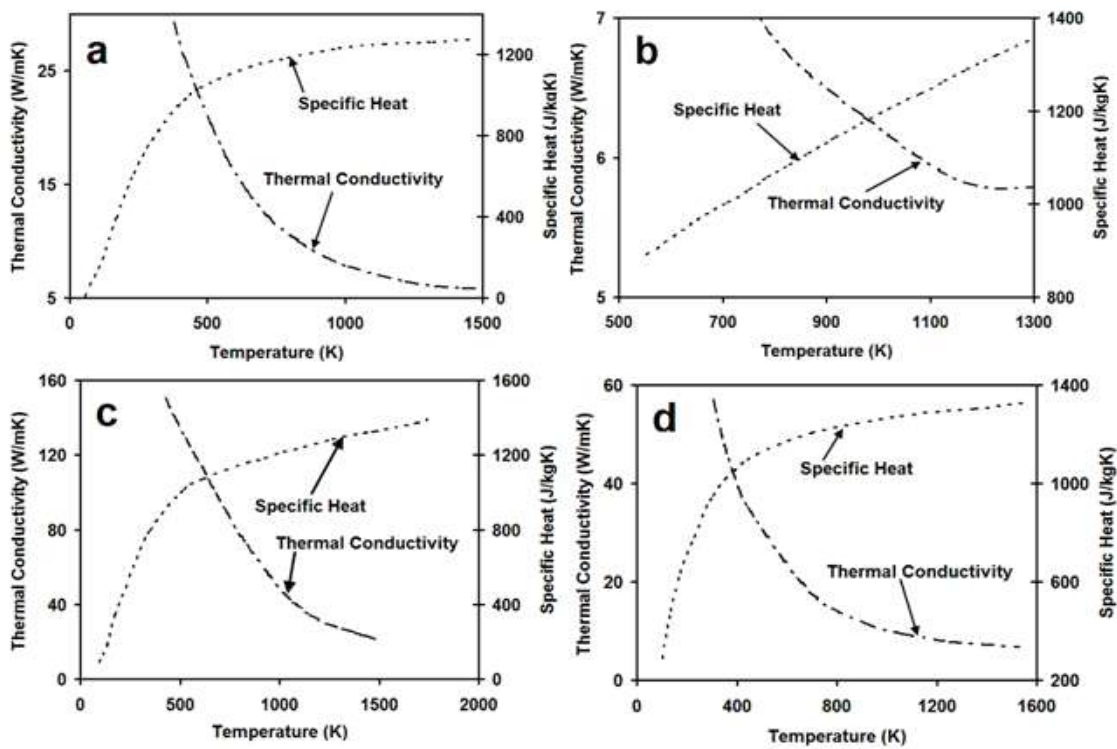 a
Thermal Conductivity (W/mK)
25
15
5
Specific Heat
Thermal Conductivity
1200
800
400
0
Specific Heat (J/kgK)
0 500 1000 1500
Temperature (K)
b
Thermal Conductivity (W/mK)
7
6
5
Specific Heat
Thermal Conductivity
1400
1200
1000
800
Specific Heat (J/kgK)
500 700 900 1100 1300
Temperature (K)
c
Thermal Conductivity (W/mK)
160
120
80
40
0
Specific Heat
Thermal Conductivity
1600
1200
800
400
0
Specific Heat (J/kgK)
0 500 1000 1500 2000
Temperature (K)
d
Thermal Conductivity (W/mK)
60
40
20
0
Specific Heat
Thermal Conductivity
1400
1000
600
200
Specific Heat (J/kgK)
0 400 800 1200 1600
Temperature (K)